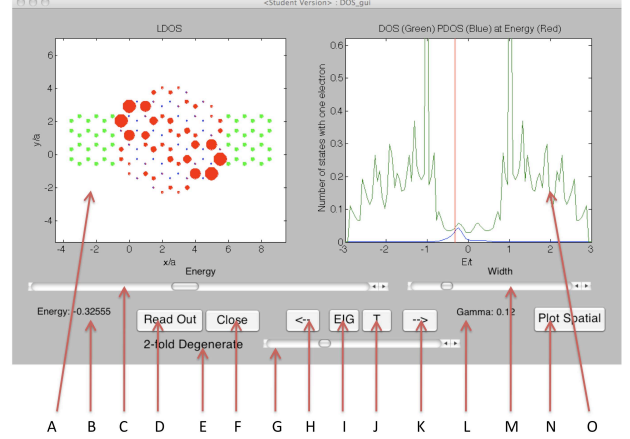 <Student Version> : DOS_gui
LDOS
DOS (Green) PDOS (Blue) at Energy (Red)
y/a
6
4
2
0
-2
-4
-4 -2 0 2 4 6 8
x/a
Number of states with one electron
0.6
0.5
0.4
0.3
0.2
0.1
0
-3 -2 -1 0 1 2 3
E/t
Energy
Width
Energy: -0.32555
Read Out
Close
<--
EIG
T
-->
Gamma: 0.12
Plot Spatial
2-fold Degenerate
A B C D E F G H I J K L M N O